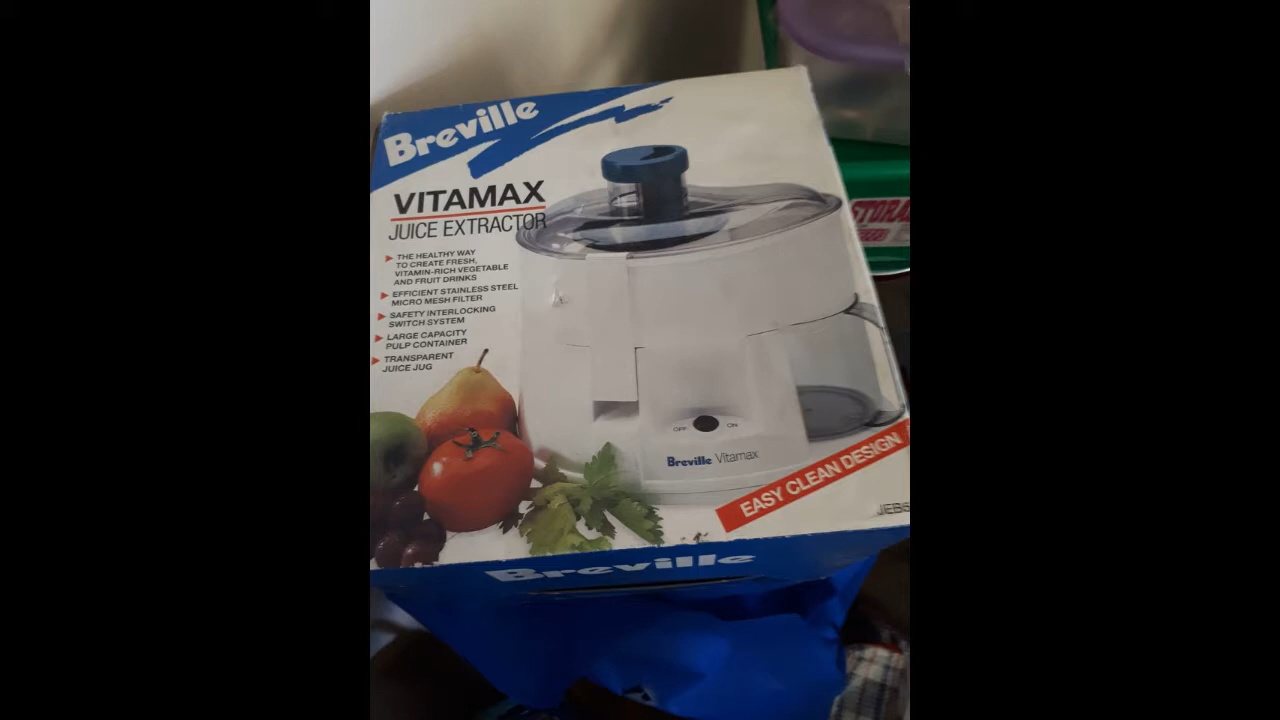 Breville
VITAMAX
JUICE EXTRACTOR
THE HEALTHY WAY
TO CREATE FRESH,
VITAMIN-RICH VEGETABLE
AND FRUIT DRINKS
EFFICIENT STAINLESS STEEL
MICRO MESH FILTER
SAFETY INTERLOCKING
SWITCH SYSTEM
LARGE CAPACITY
PULP CONTAINER
TRANSPARENT
JUICE JUG
OFF ON
Breville Vitamax
EASY CLEAN DESIGN
Breville